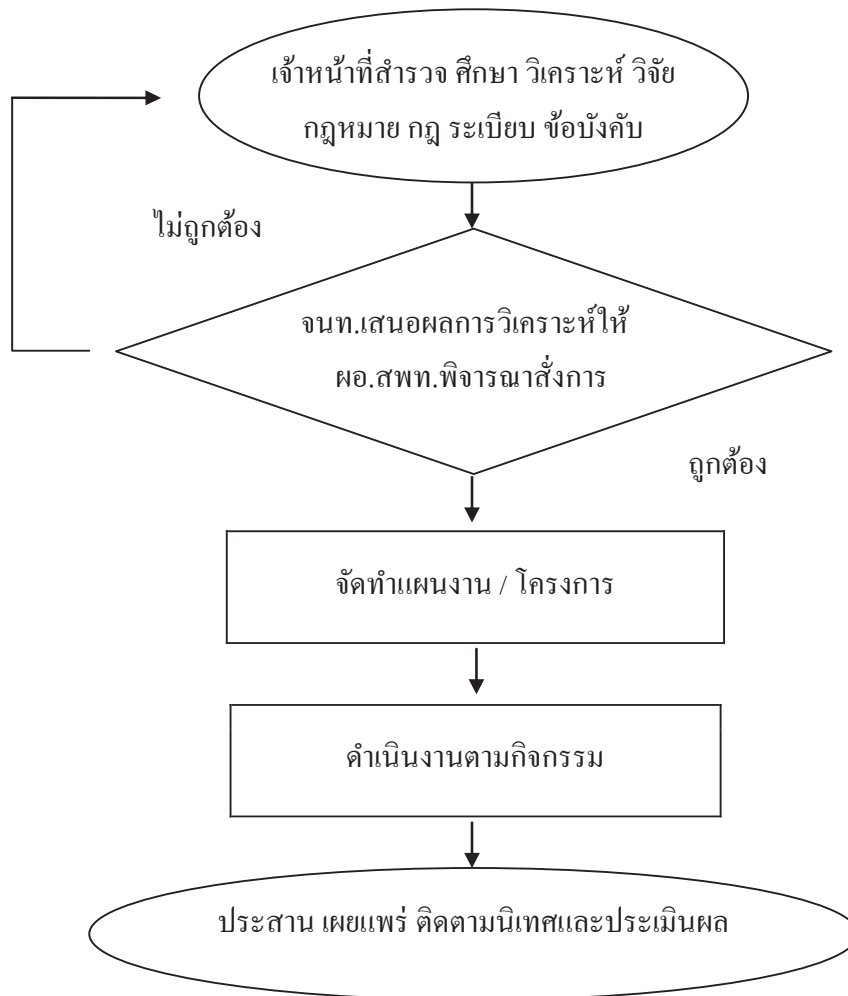 เจ้าหน้าที่สำรวจ ศึกษา วิเคราะห์ วิจัย
กฎหมาย กฎ ระเบียบ ข้อบังคับ
ไม่ถูกต้อง
จนท.เสนอผลการวิเคราะห์ให้
ผอ.สพท.พิจารณาสั่งการ
ถูกต้อง
จัดทำแผนงาน / โครงการ
ดำเนินงานตามกิจกรรม
ประสาน เผยแพร่ ติดตามนิเทศและประเมินผล